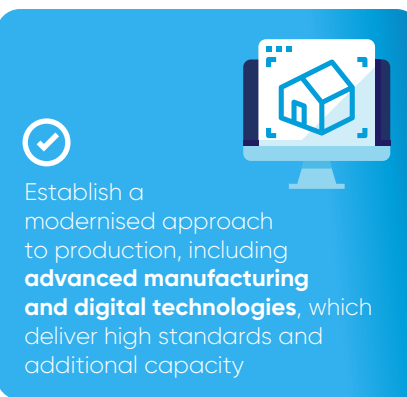 Establish a
modernised approach
to production, including
advanced manufacturing
and digital technologies, which
deliver high standards and
additional capacity